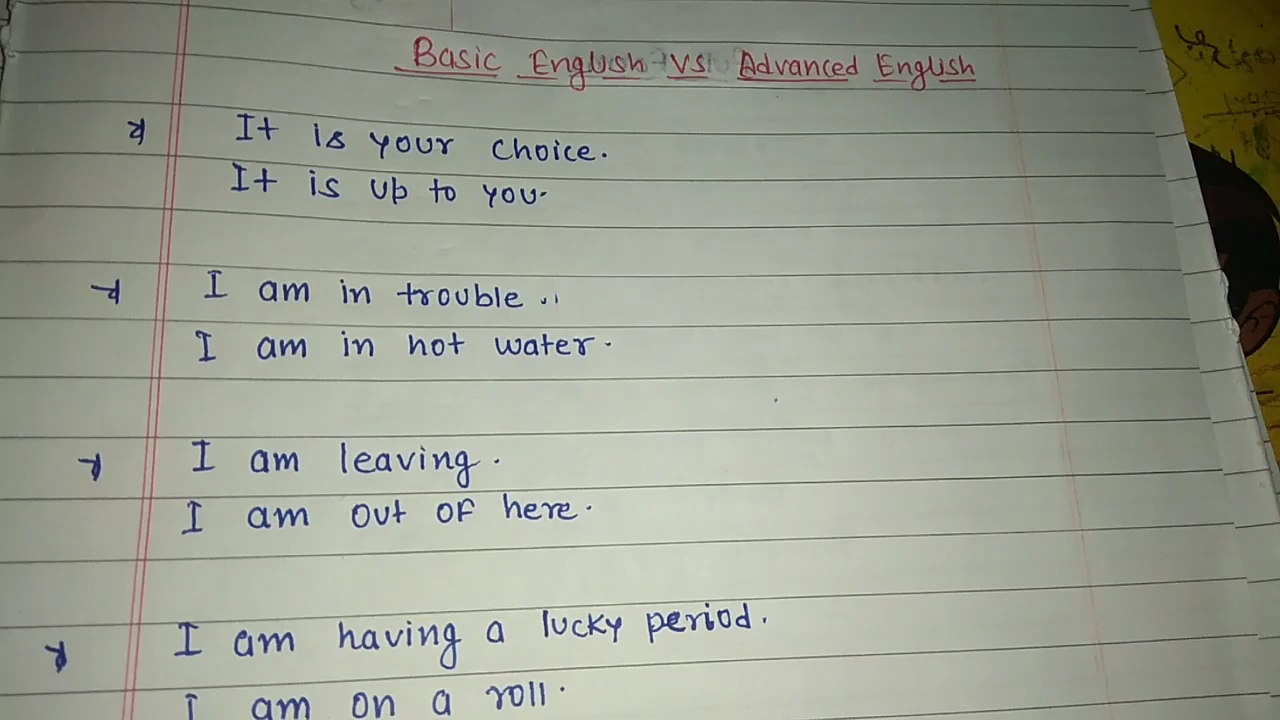 Basic English vs Advanced English
It is your choice.
It is up to you.
I am in trouble.
I am in hot water.
I am leaving.
I am out of here.
I am having a lucky period.
I am on a roll.